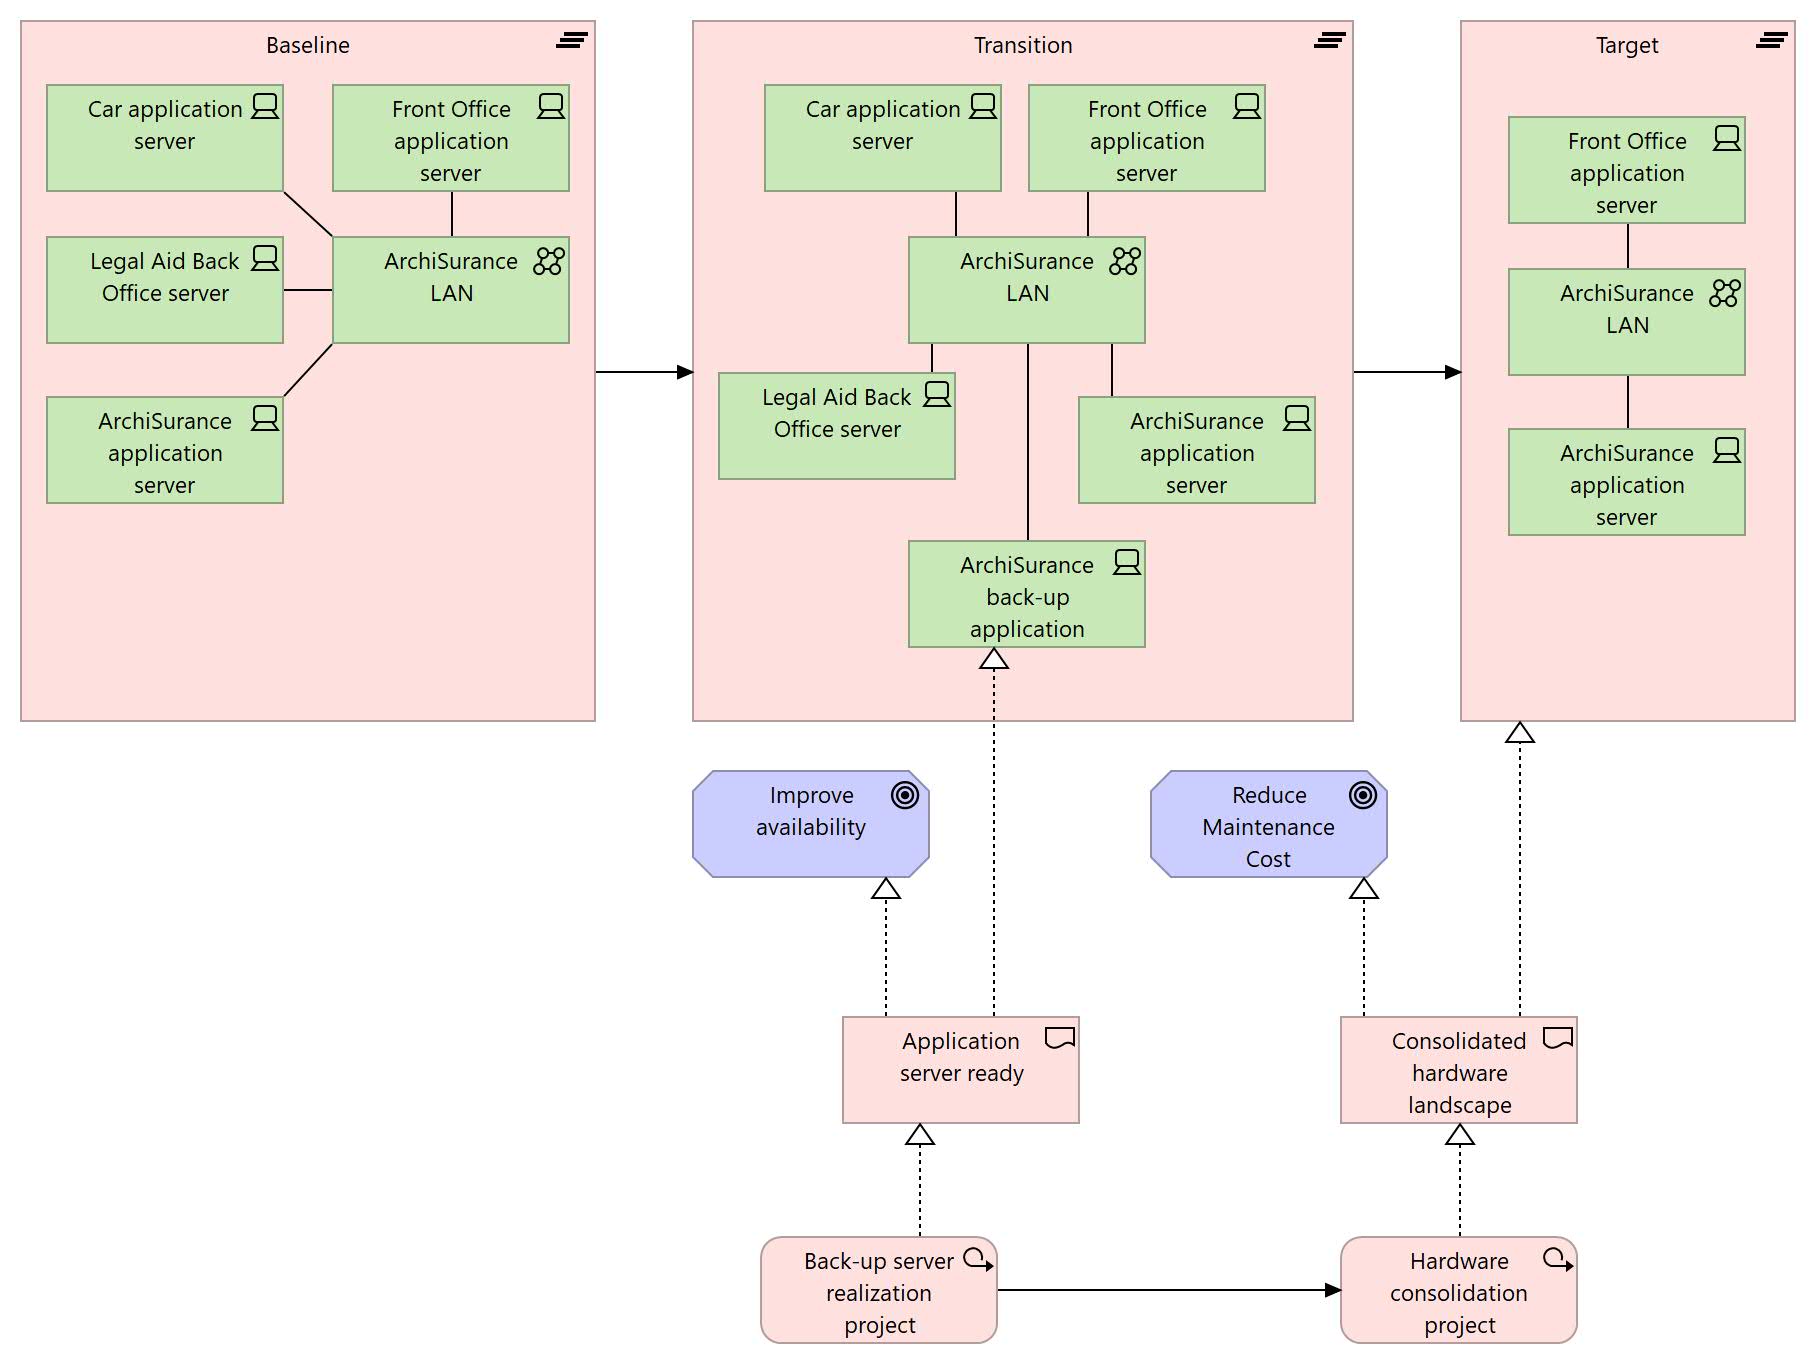 Baseline
Car application
server
Front Office
application
server
Legal Aid Back
Office server
ArchiSurance
LAN
ArchiSurance
application
server
Transition
Car application
server
Front Office
application
server
ArchiSurance
LAN
Legal Aid Back
Office server
ArchiSurance
application
server
ArchiSurance
back-up
application
Target
Front Office
application
server
ArchiSurance
LAN
ArchiSurance
application
server
Improve
availability
Reduce
Maintenance
Cost
Application
server ready
Consolidated
hardware
landscape
Back-up server
realization
project
Hardware
consolidation
project